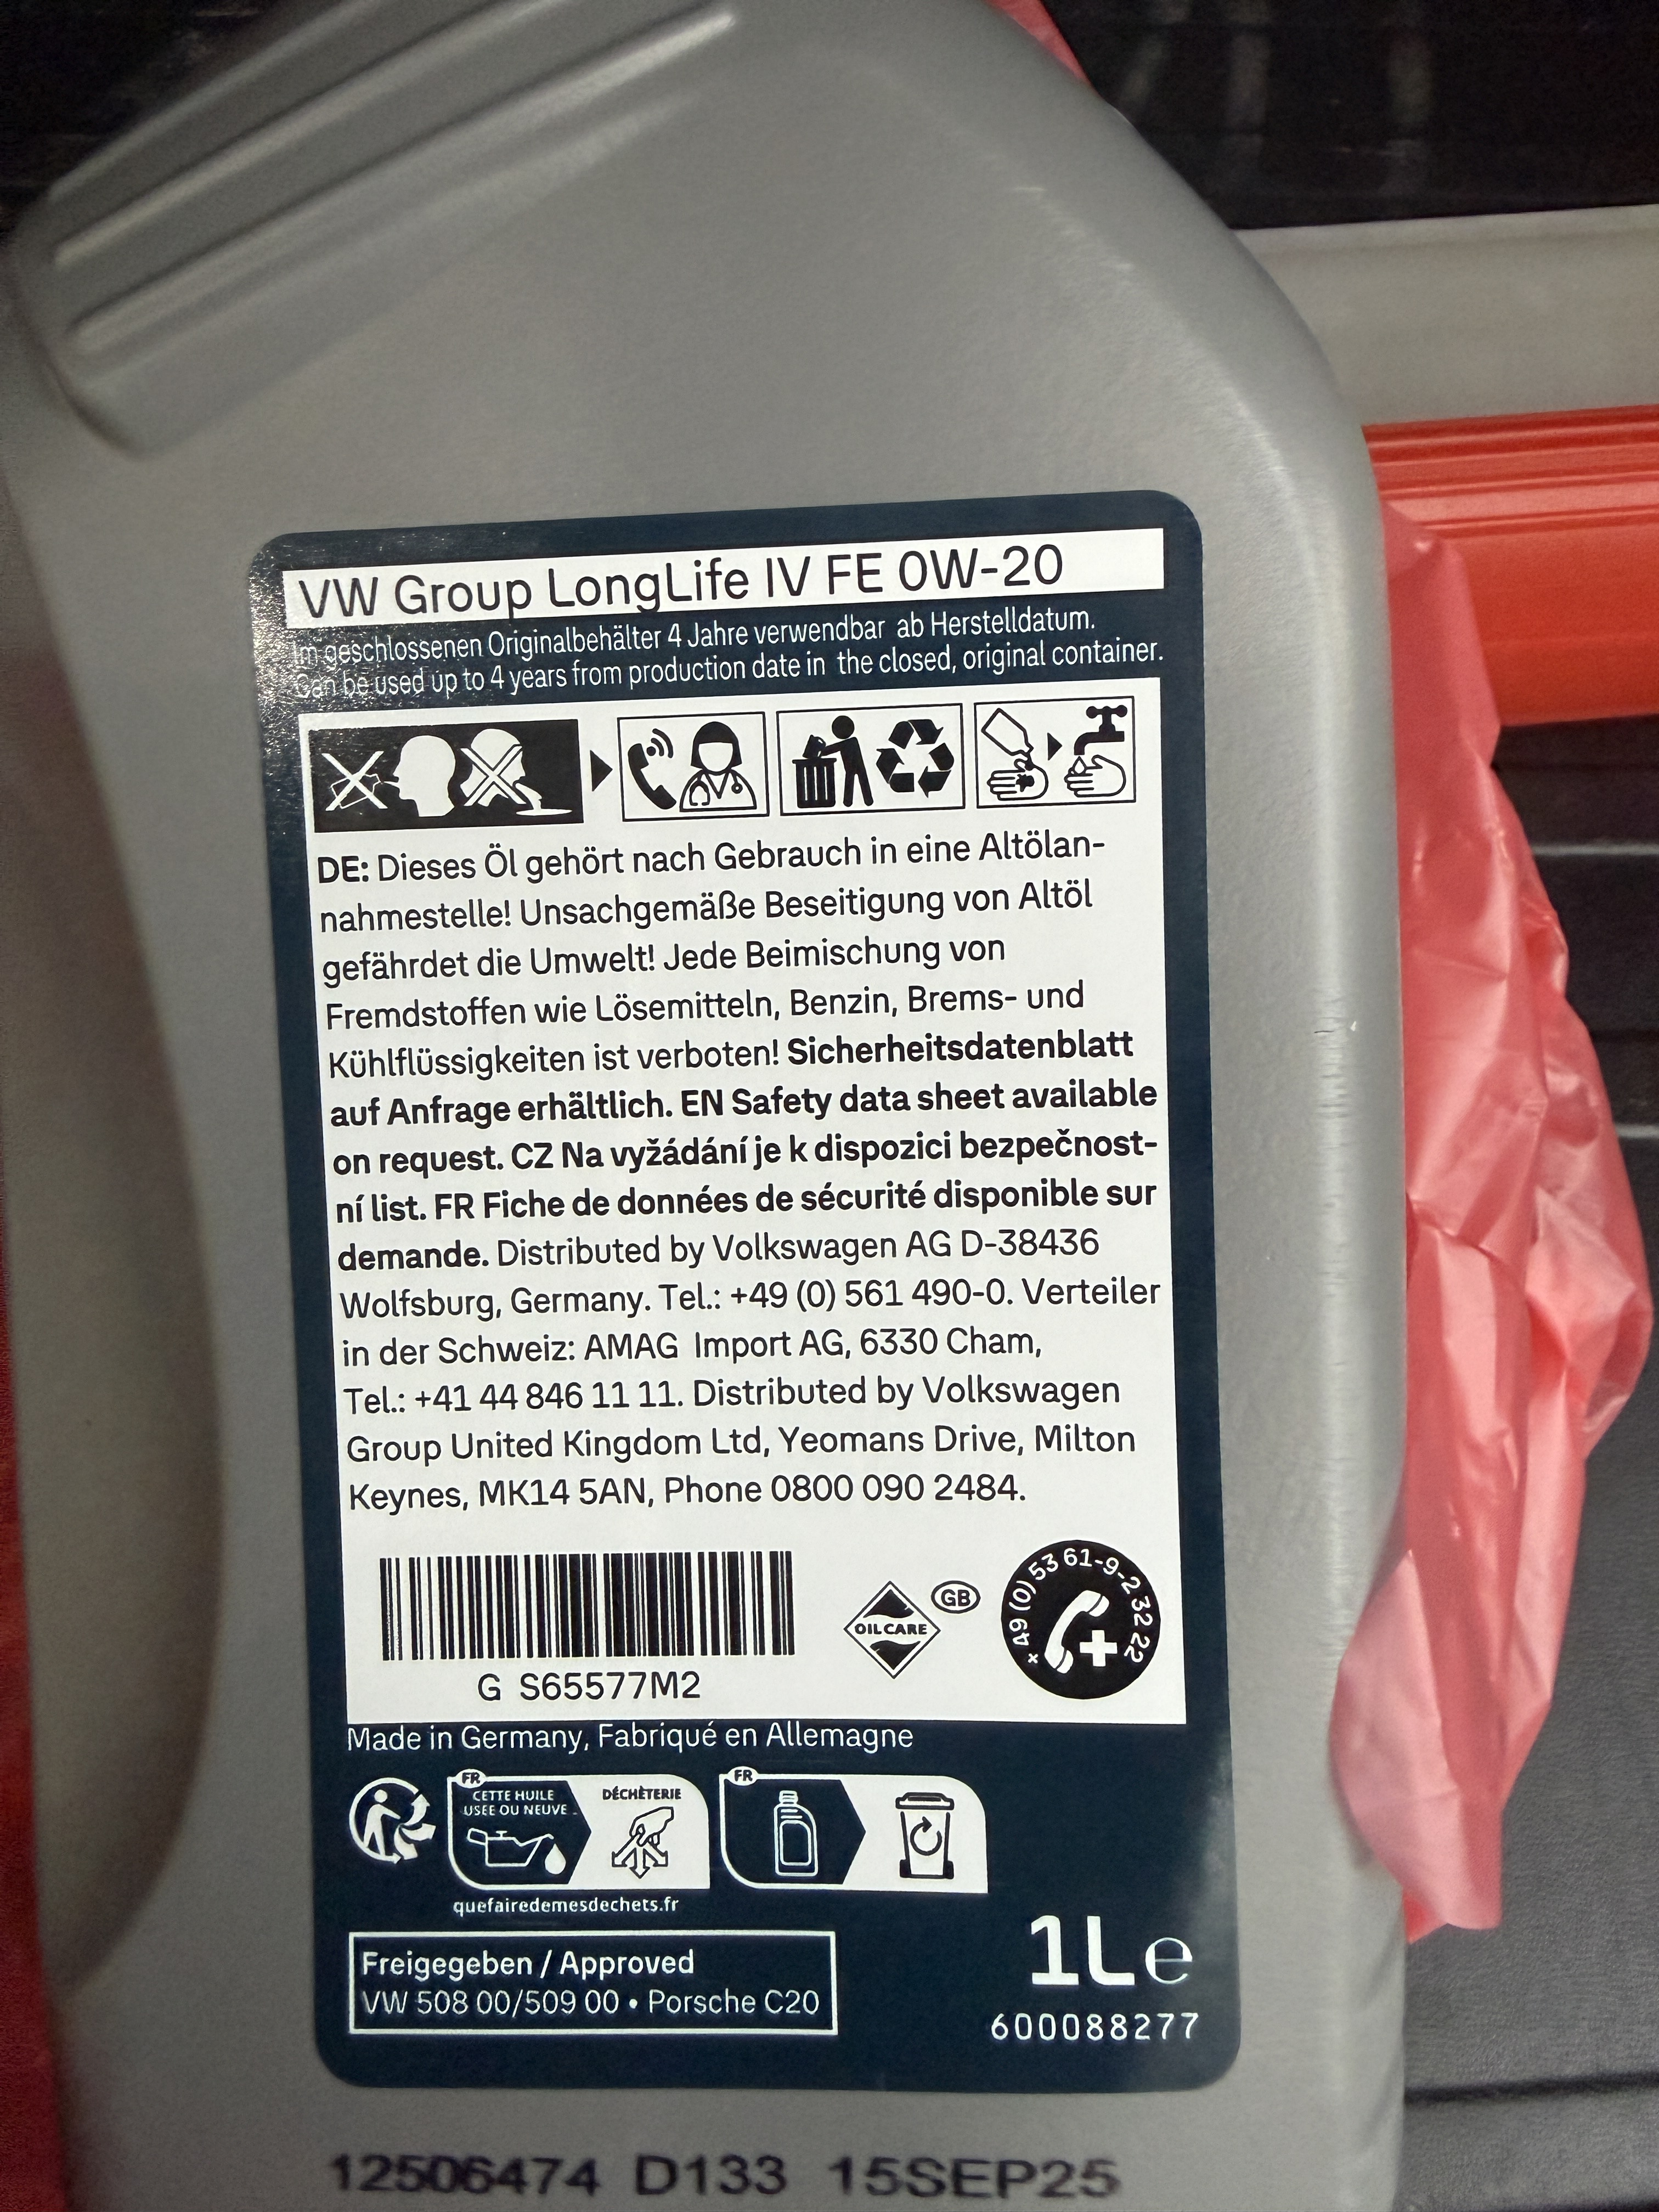 VW Group LongLife IV FE 0W-20
Im geschlossenen Originalbehälter 4 Jahre verwendbar ab Herstelldatum.
Can be used up to 4 years from production date in the closed, original container.
DE: Dieses Öl gehört nach Gebrauch in eine Altölan-
nahmestelle! Unsachgemäße Beseitigung von Altöl
gefährdet die Umwelt! Jede Beimischung von
Fremdstoffen wie Lösemitteln, Benzin, Brems- und
Kühlflüssigkeiten ist verboten! Sicherheitsdatenblatt
auf Anfrage erhältlich. EN Safety data sheet available
on request. CZ Na vyžádání je k dispozici bezpečnost-
ní list. FR Fiche de données de sécurité disponible sur
demande. Distributed by Volkswagen AG D-38436
Wolfsburg, Germany. Tel.: +49 (0) 561 490-0. Verteiler
in der Schweiz: AMAG Import AG, 6330 Cham,
Tel.: +41 44 846 11 11. Distributed by Volkswagen
Group United Kingdom Ltd, Yeomans Drive, Milton
Keynes, MK14 5AN, Phone 0800 090 2484.
G S65577M2
OIL CARE
GB
+ 49 (0) 53 61-9-2 32 22
Made in Germany, Fabriqué en Allemagne
FR
CETTE HUILE
USÉE OU NEUVE
DÉCHÈTERIE
FR
quefairedemesdechets.fr
Freigegeben / Approved
VW 508 00/509 00 • Porsche C20
1L e
600088277
12506474 D133 15SEP25